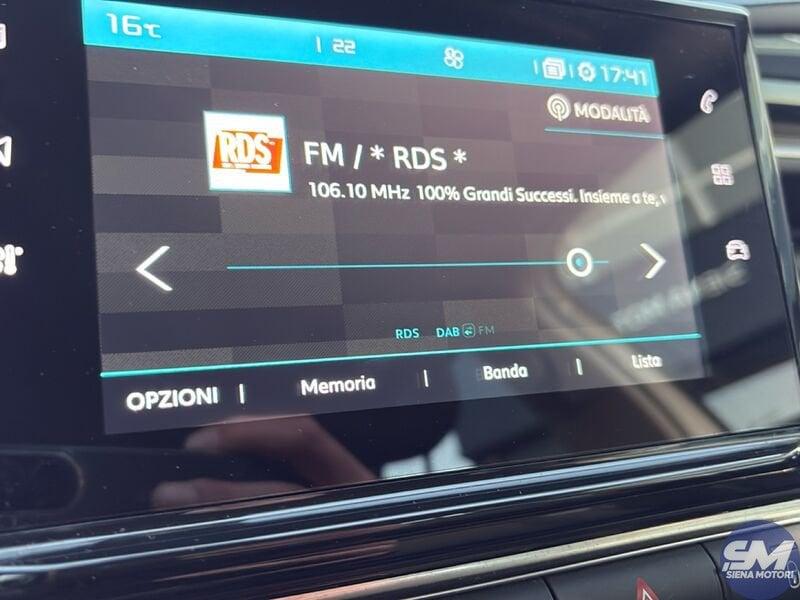 16°C
22
17:41
MODALITÀ
RDS
FM / * RDS *
106.10 MHz 100% Grandi Successi. Insieme a te, v
RDS DAB FM
OPZIONI | Memoria | Banda | Lista
SM
SIENA MOTORI